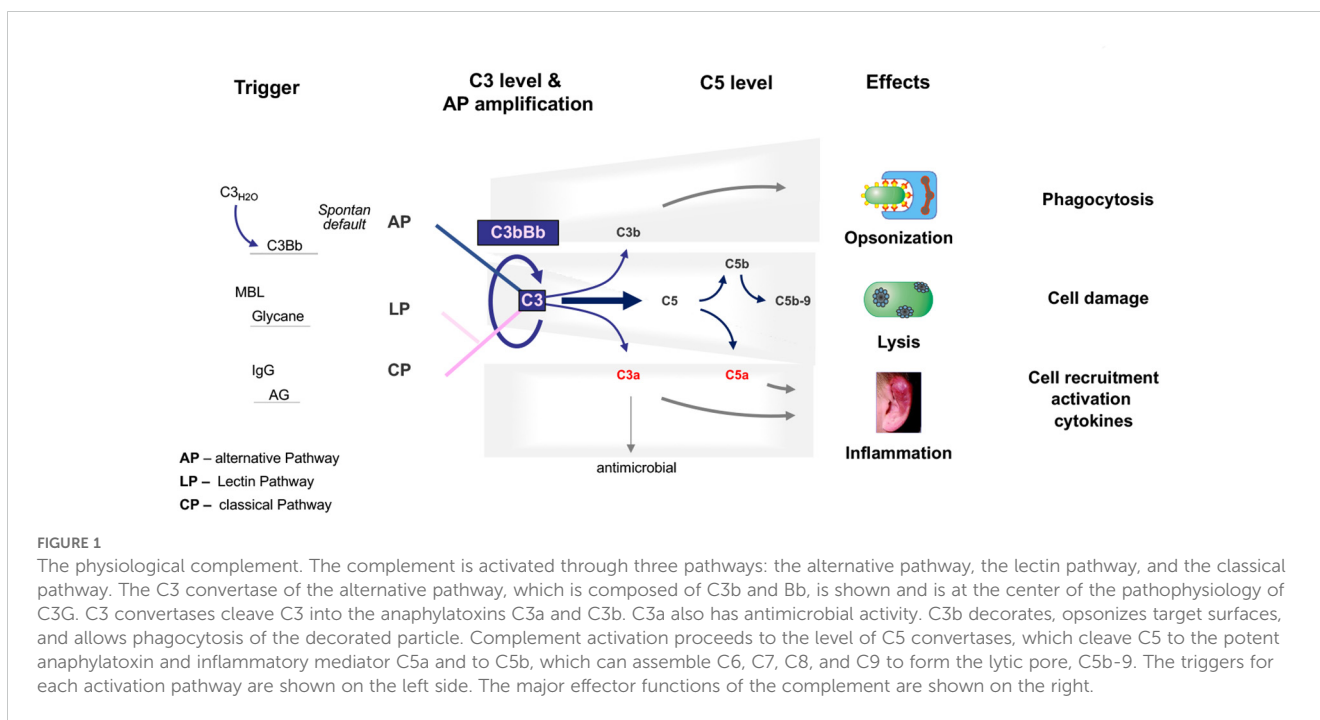 Trigger
C3 level &
AP amplification
C5 level
Effects
C3H2O
Spontan
default
AP
C3Bb
C3bBb
C3b
Opsonization
Phagocytosis
MBL
Glycane
LP
C3
C5
C5b
C5b-9
Lysis
Cell damage
IgG
AG
CP
C3a
C5a
antimicrobial
Inflammation
Cell recruitment
activation
cytokines
AP – alternative Pathway
LP – Lectin Pathway
CP – classical Pathway
FIGURE 1
The physiological complement. The complement is activated through three pathways: the alternative pathway, the lectin pathway, and the classical
pathway. The C3 convertase of the alternative pathway, which is composed of C3b and Bb, is shown and is at the center of the pathophysiology of
C3G. C3 convertases cleave C3 into the anaphylatoxins C3a and C3b. C3a also has antimicrobial activity. C3b decorates, opsonizes target surfaces,
and allows phagocytosis of the decorated particle. Complement activation proceeds to the level of C5 convertases, which cleave C5 to the potent
anaphylatoxin and inflammatory mediator C5a and to C5b, which can assemble C6, C7, C8, and C9 to form the lytic pore, C5b-9. The triggers for
each activation pathway are shown on the left side. The major effector functions of the complement are shown on the right.